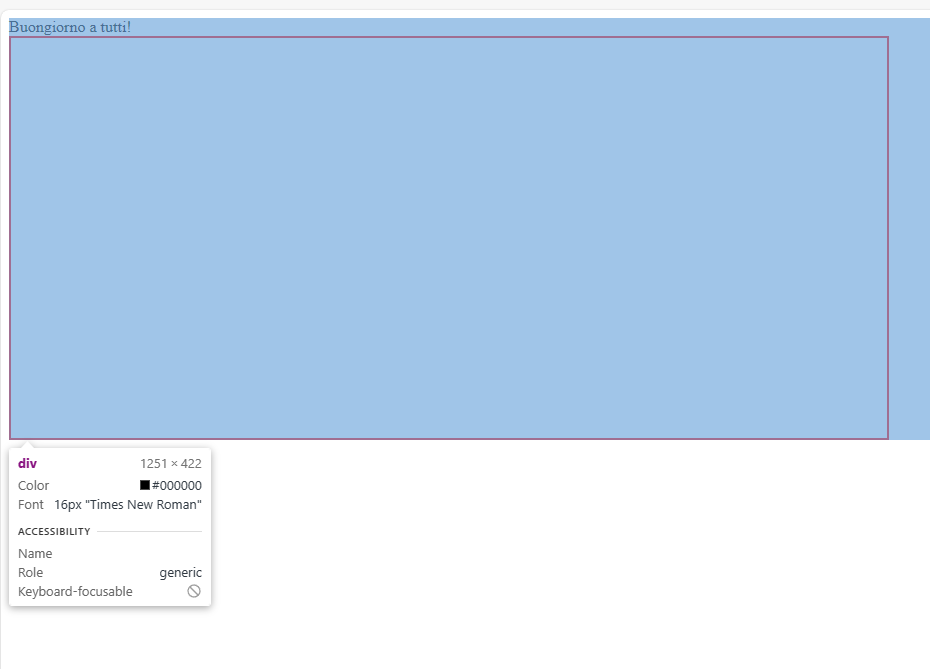 Buongiorno a tutti!
div 1251 × 422
Color #000000
Font 16px "Times New Roman"
ACCESSIBILITY
Name
Role generic
Keyboard-focusable